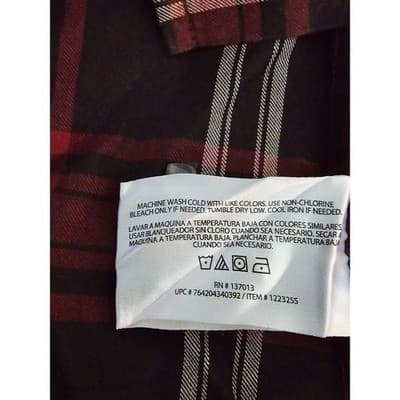 MACHINE WASH COLD WITH LIKE COLORS. USE NON-CHLORINE
BLEACH ONLY IF NEEDED. TUMBLE DRY LOW. COOL IRON IF NEEDED.
LAVAR A MAQUINA A TEMPERATURA BAJA CON COLORES SIMILARES
USAR BLANQUEADOR SIN CLORO CUANDO SEA NECESARIO. SECAR A
MAQUINA A TEMPERATURA BAJA. PLANCHAR A TEMPERATURA BAJA
CUANDO SEA NECESARIO.
RN # 137013
UPC # 764204340392 / ITEM # 1223255